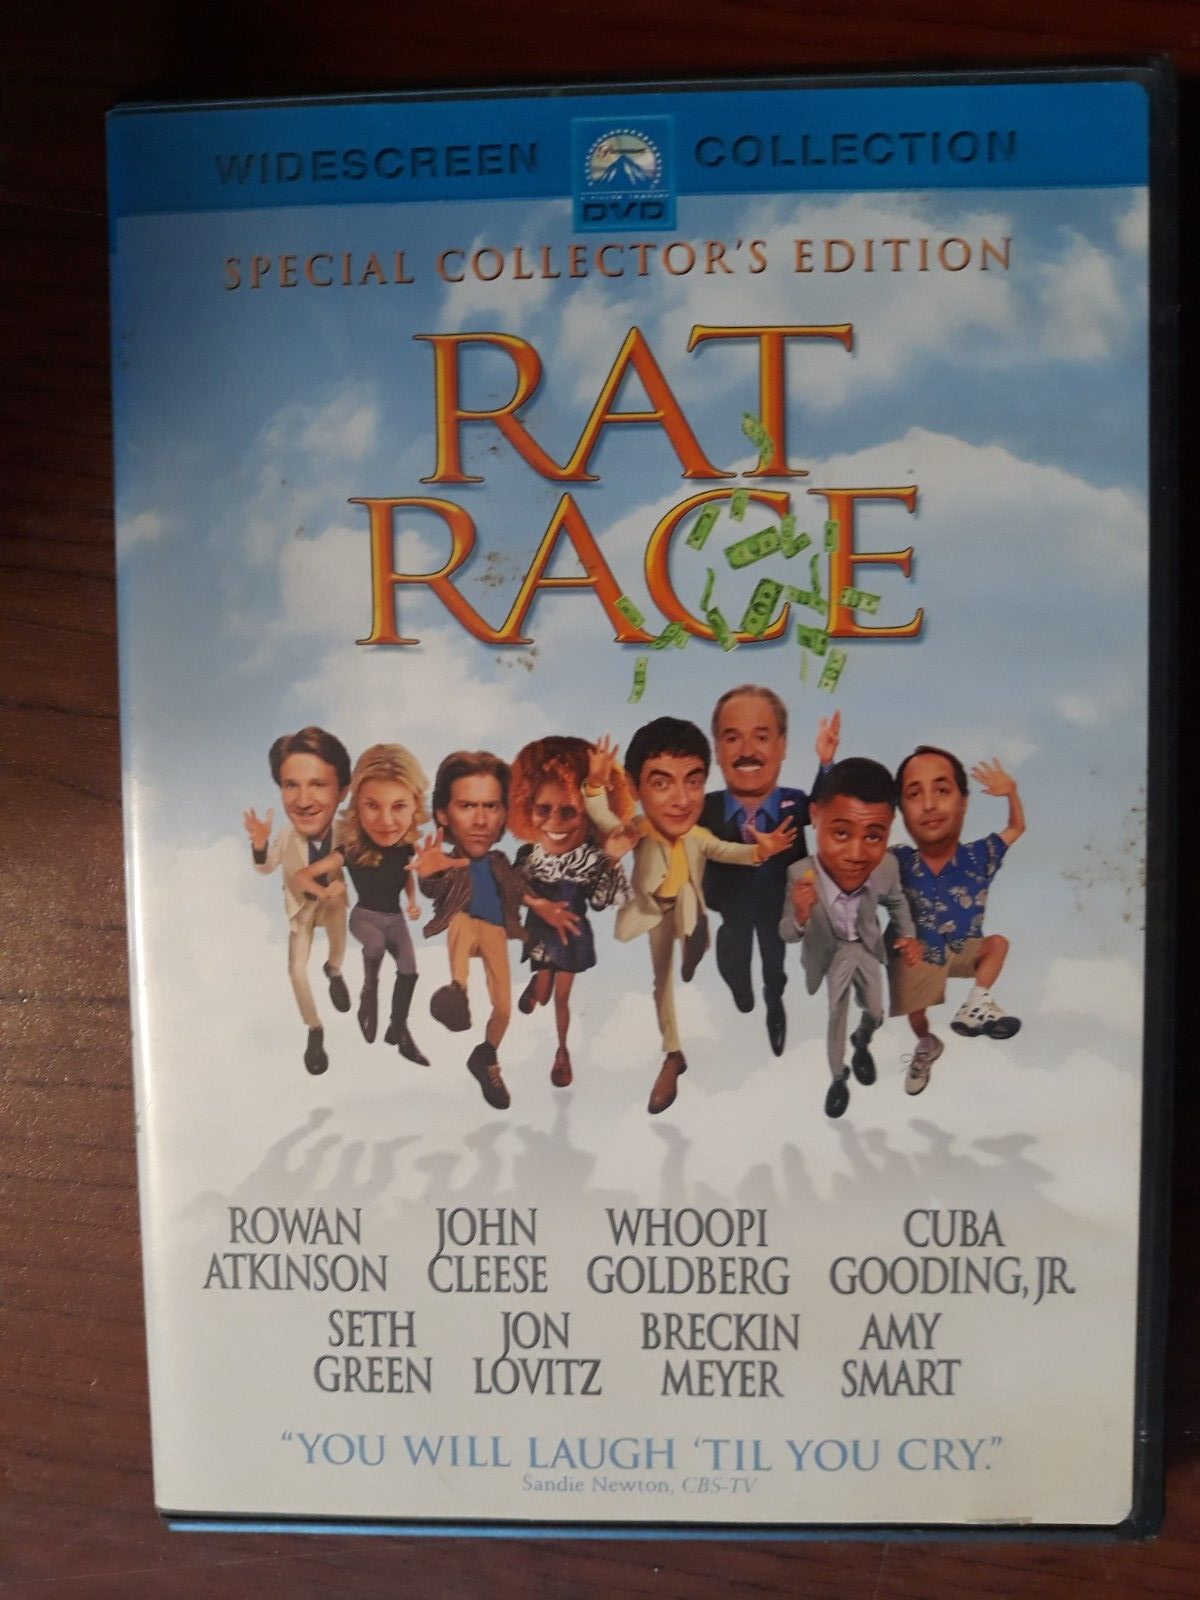 WIDESCREEN COLLECTION
Paramount
DVD
SPECIAL COLLECTOR'S EDITION
RAT
RACE
ROWAN ATKINSON
JOHN CLEESE
WHOOPI GOLDBERG
CUBA GOODING, JR.
SETH GREEN
JON LOVITZ
BRECKIN MEYER
AMY SMART
“YOU WILL LAUGH ‘TIL YOU CRY.”
Sandie Newton, CBS-TV